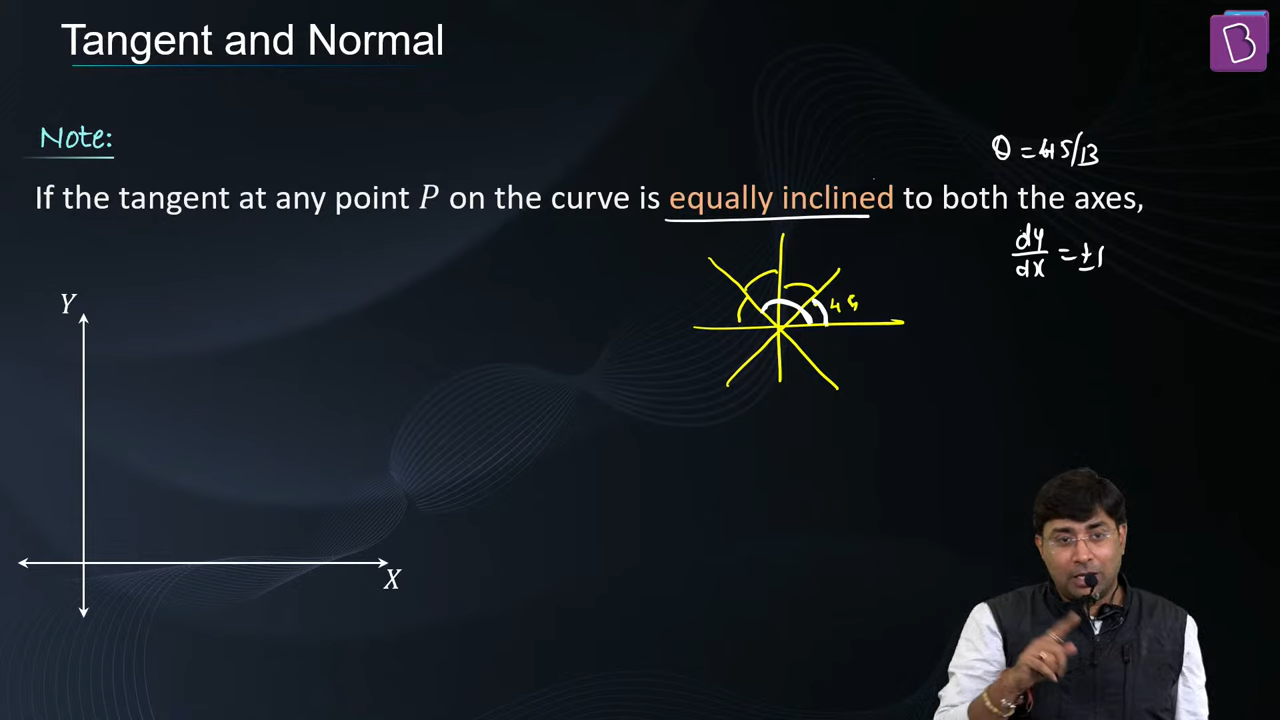 Tangent and Normal
Note:
θ = 45/13
If the tangent at any point P on the curve is equally inclined to both the axes,
dy/dx = ±1
45
Y
X
B